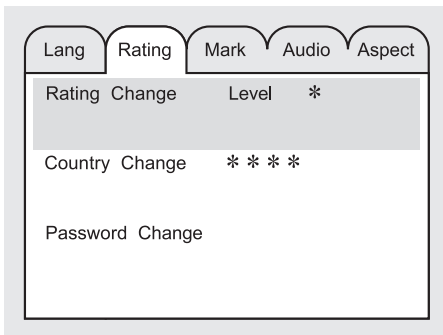 Lang Rating Mark Audio Aspect
Rating Change Level *
Country Change ****
Password Change